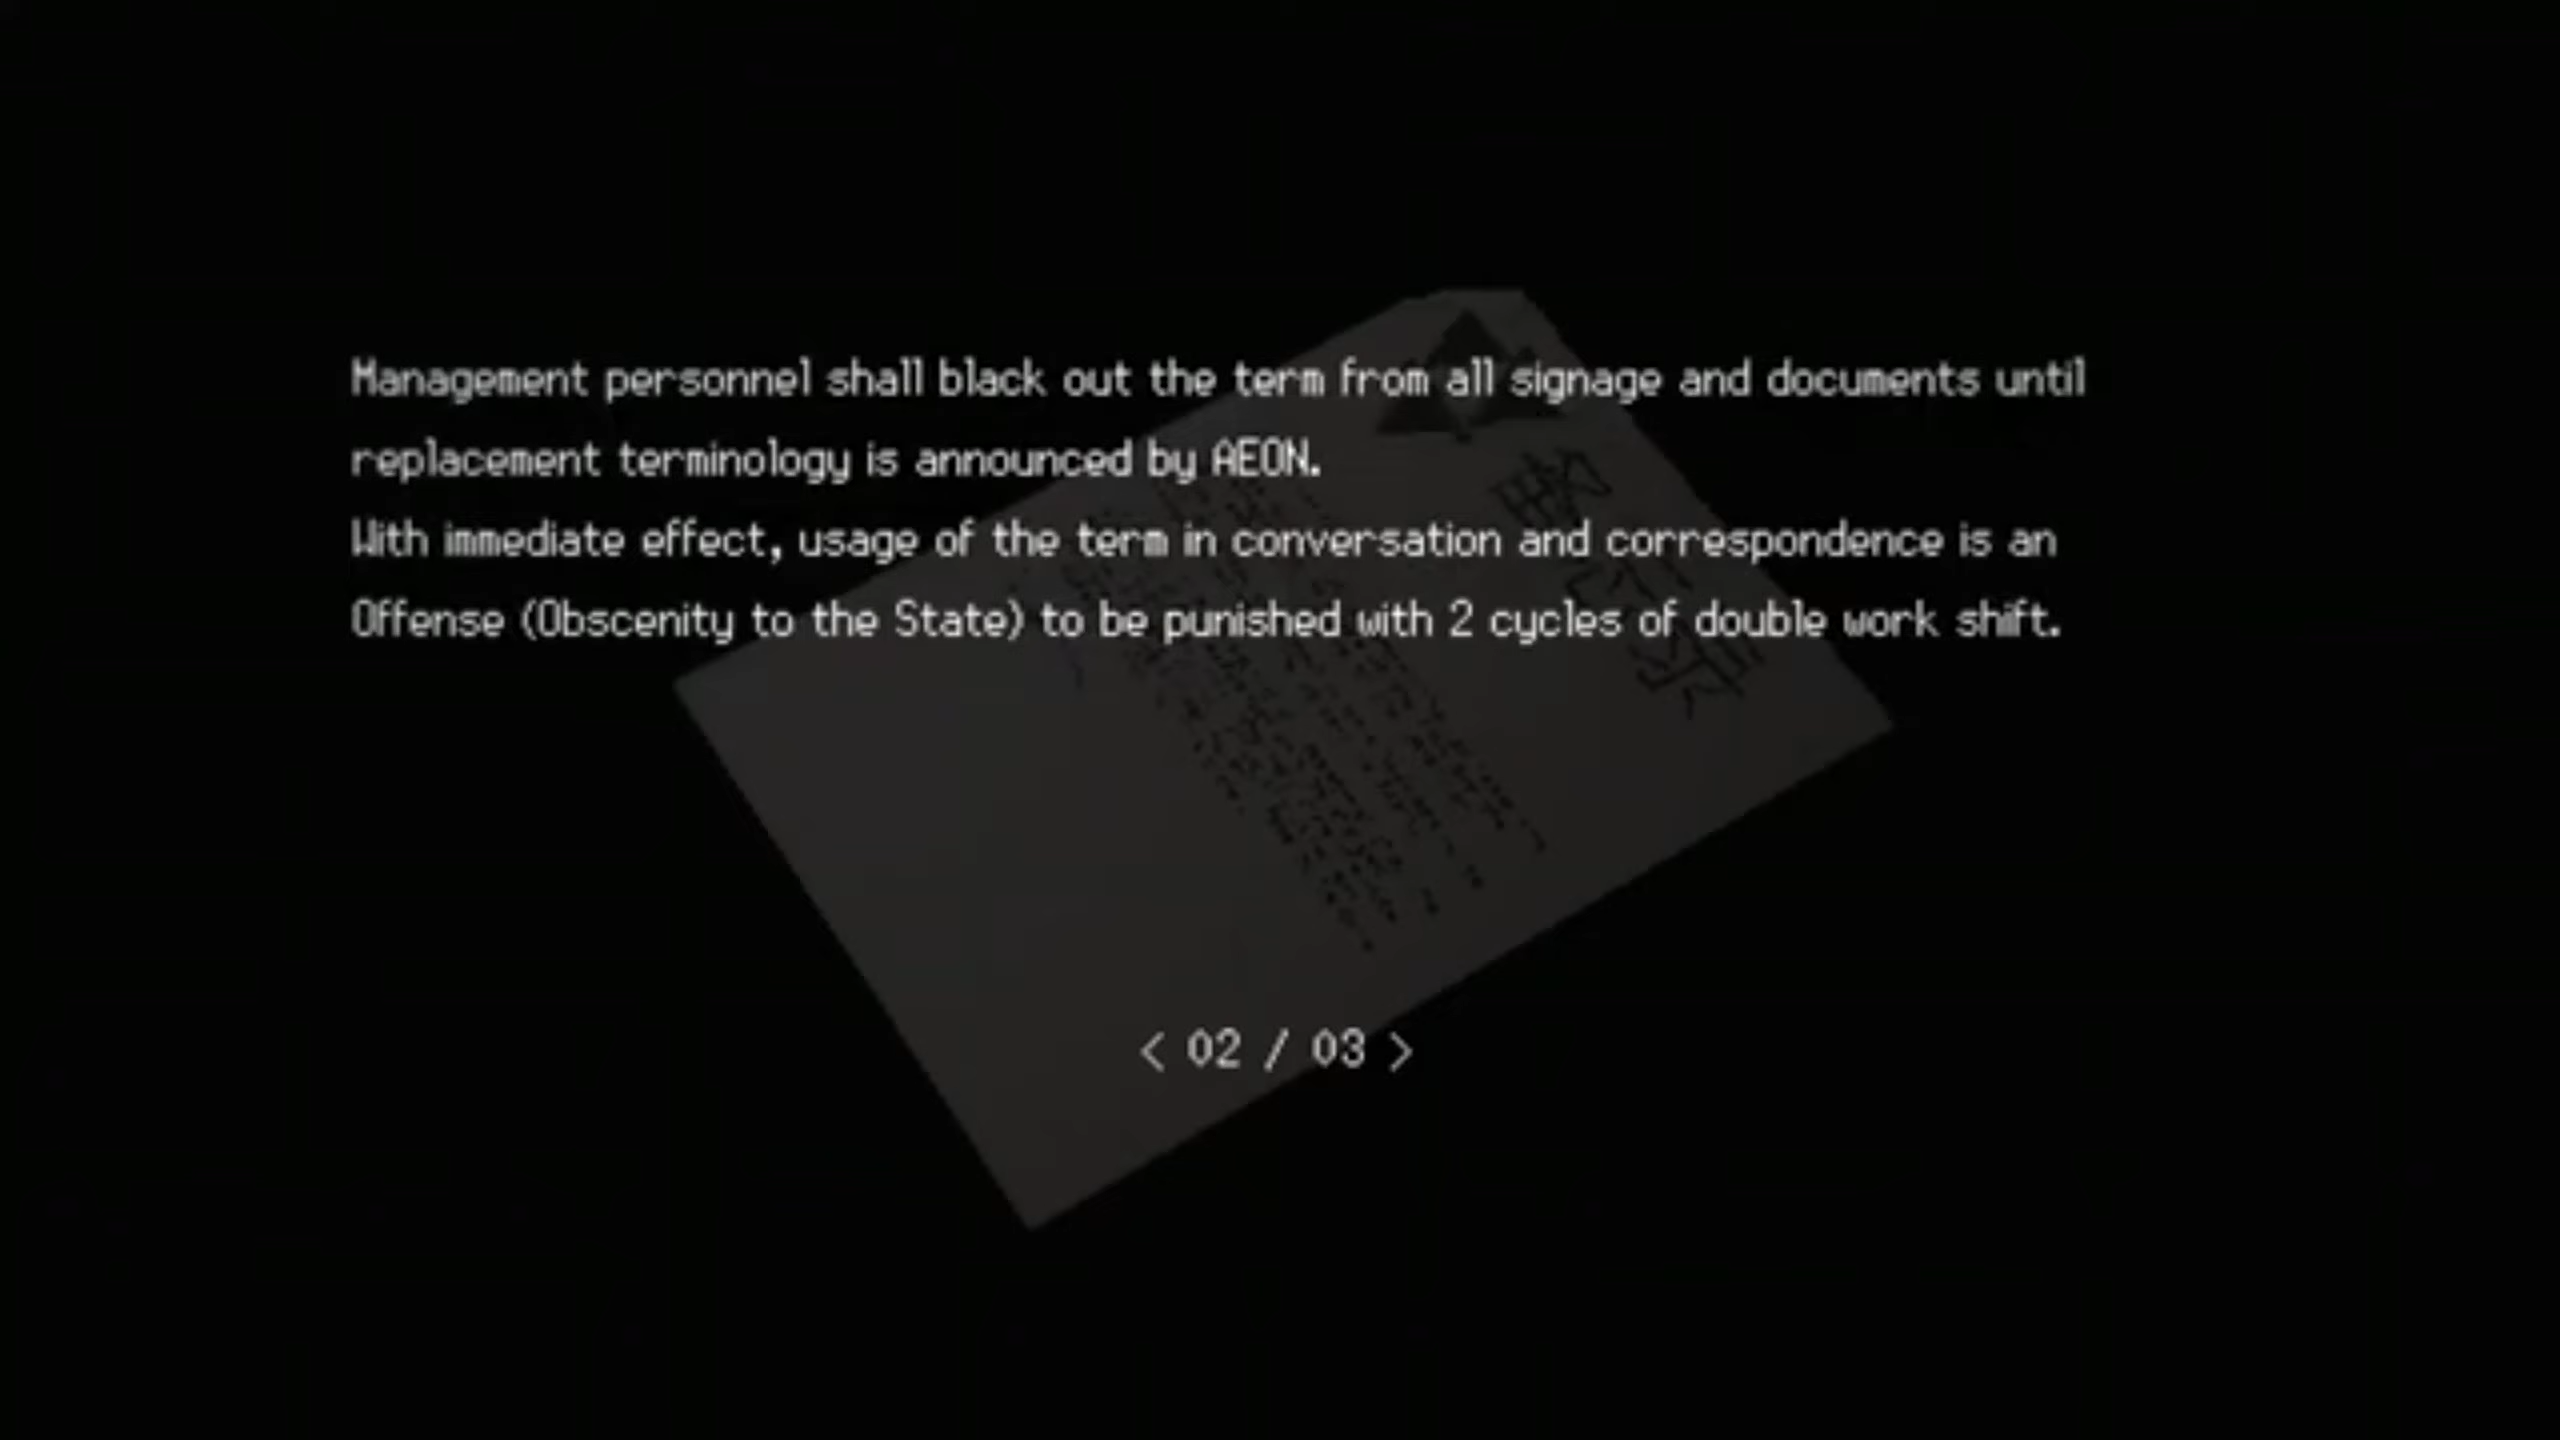 Management personnel shall black out the term from all signage and documents until
replacement terminology is announced by AEON.
With immediate effect, usage of the term in conversation and correspondence is an
Offense (Obscenity to the State) to be punished with 2 cycles of double work shift.
< 02 / 03 >